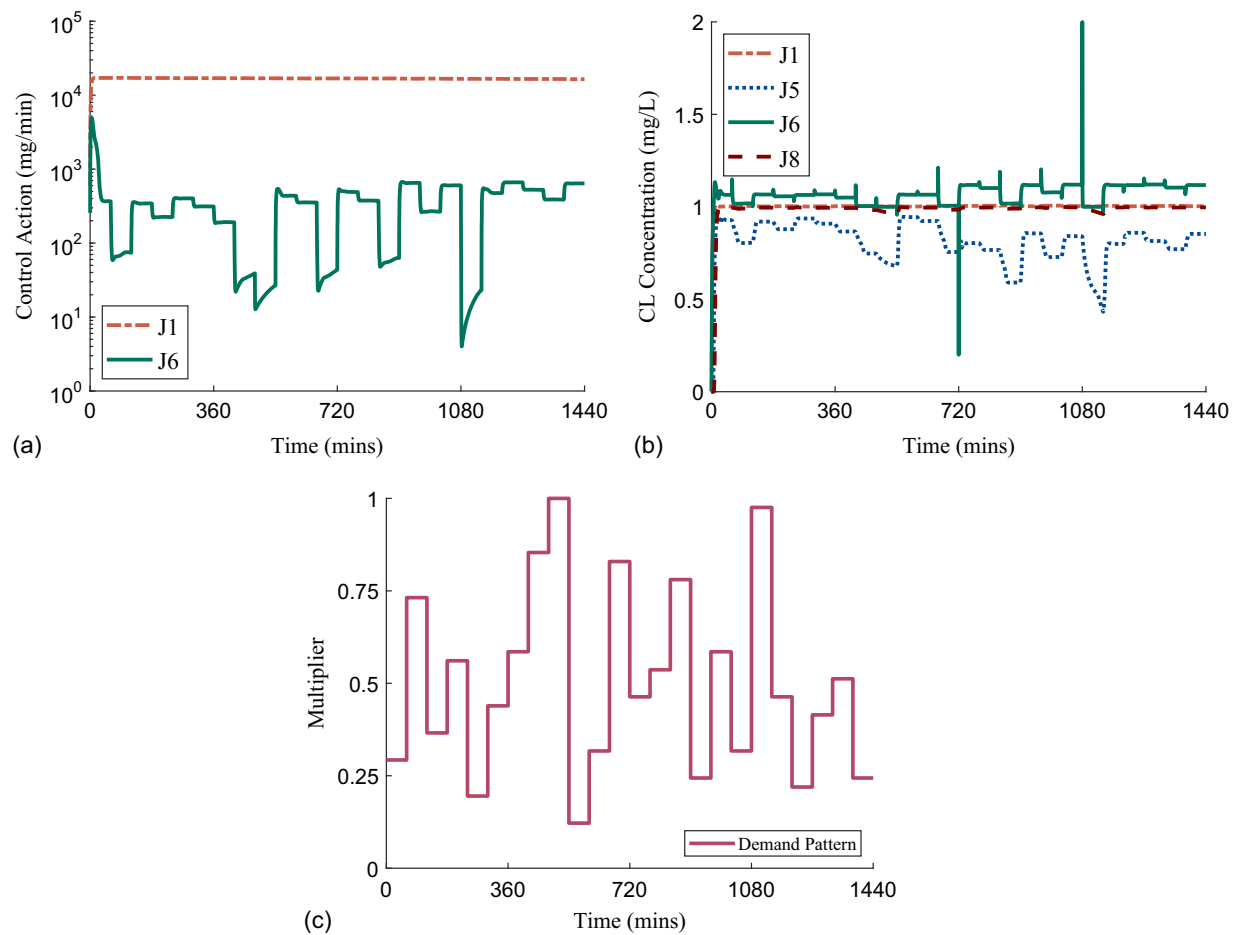 Control Action (mg/min)
10^5
10^4
10^3
10^2
10^1
10^0
J1
J6
0
360
720
1080
1440
Time (mins)
(a)
CL Concentration (mg/L)
2
1.5
1
0.5
0
J1
J5
J6
J8
0
360
720
1080
1440
Time (mins)
(b)
Multiplier
1
0.75
0.5
0.25
0
Demand Pattern
0
360
720
1080
1440
Time (mins)
(c)